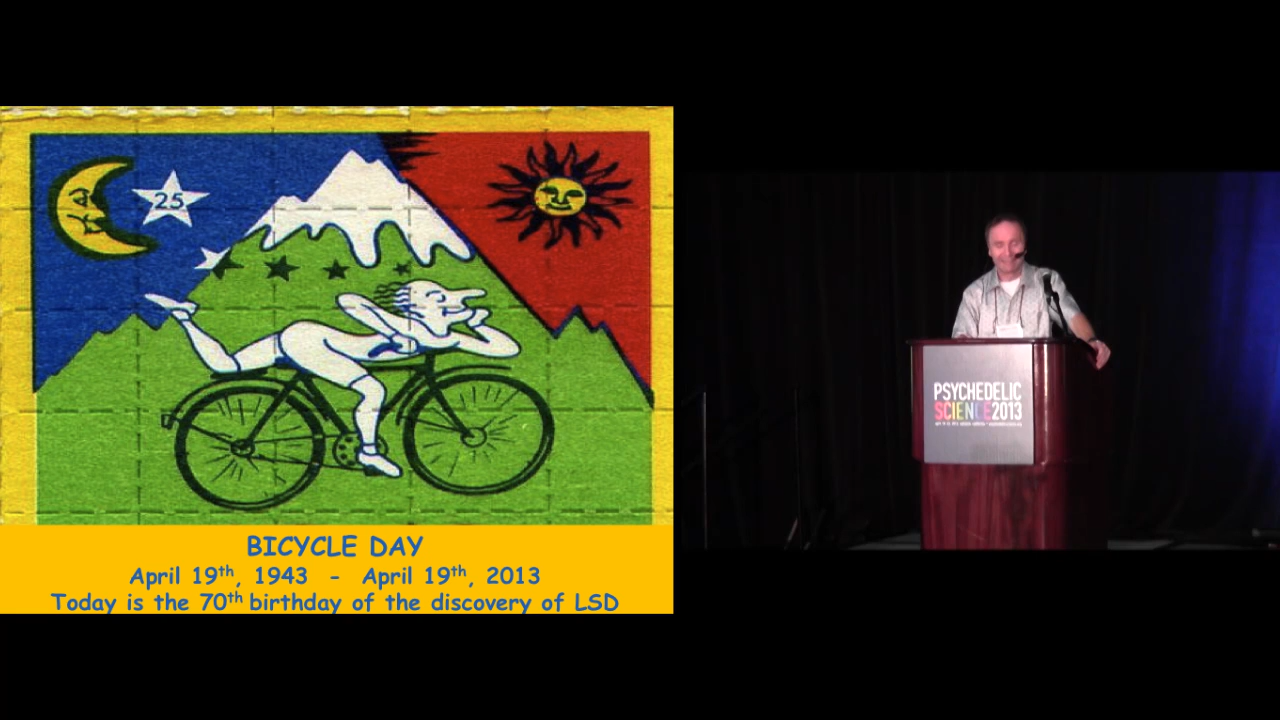 25
BICYCLE DAY
April 19th, 1943 - April 19th, 2013
Today is the 70th birthday of the discovery of LSD
PSYCHEDELIC
SCIENCE2013